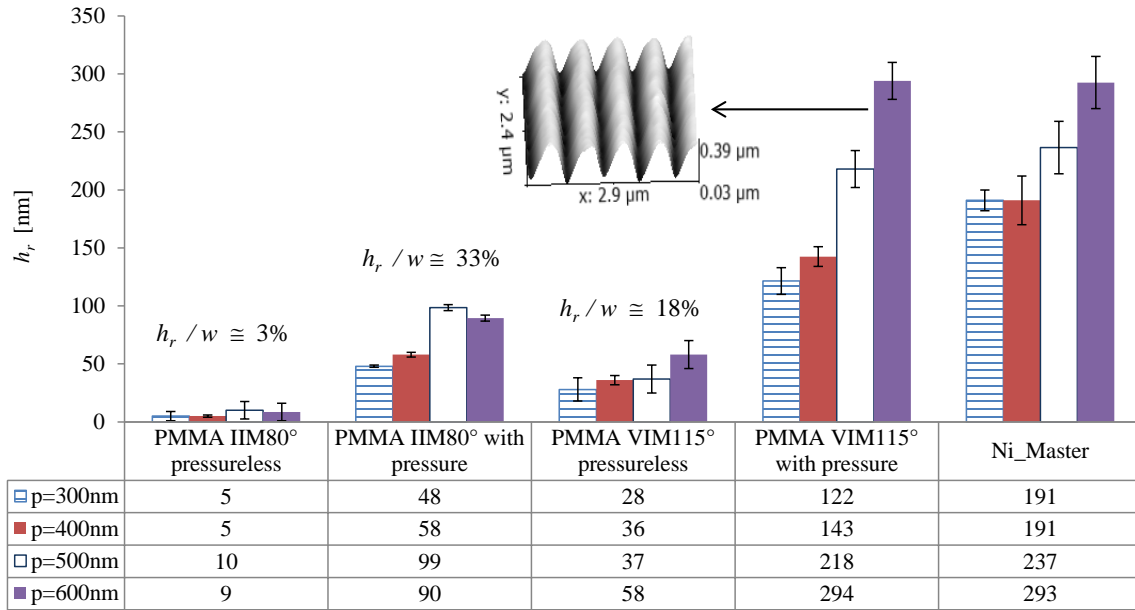 350
300
250
200
150
100
50
0
h_r [nm]
y: 2.4 µm
x: 2.9 µm
0.39 µm
0.03 µm
h_r / w ≅ 3%
h_r / w ≅ 33%
h_r / w ≅ 18%
PMMA IIM80° pressureless
PMMA IIM80° with pressure
PMMA VIM115° pressureless
PMMA VIM115° with pressure
Ni_Master
p=300nm 5 48 28 122 191
p=400nm 5 58 36 143 191
p=500nm 10 99 37 218 237
p=600nm 9 90 58 294 293